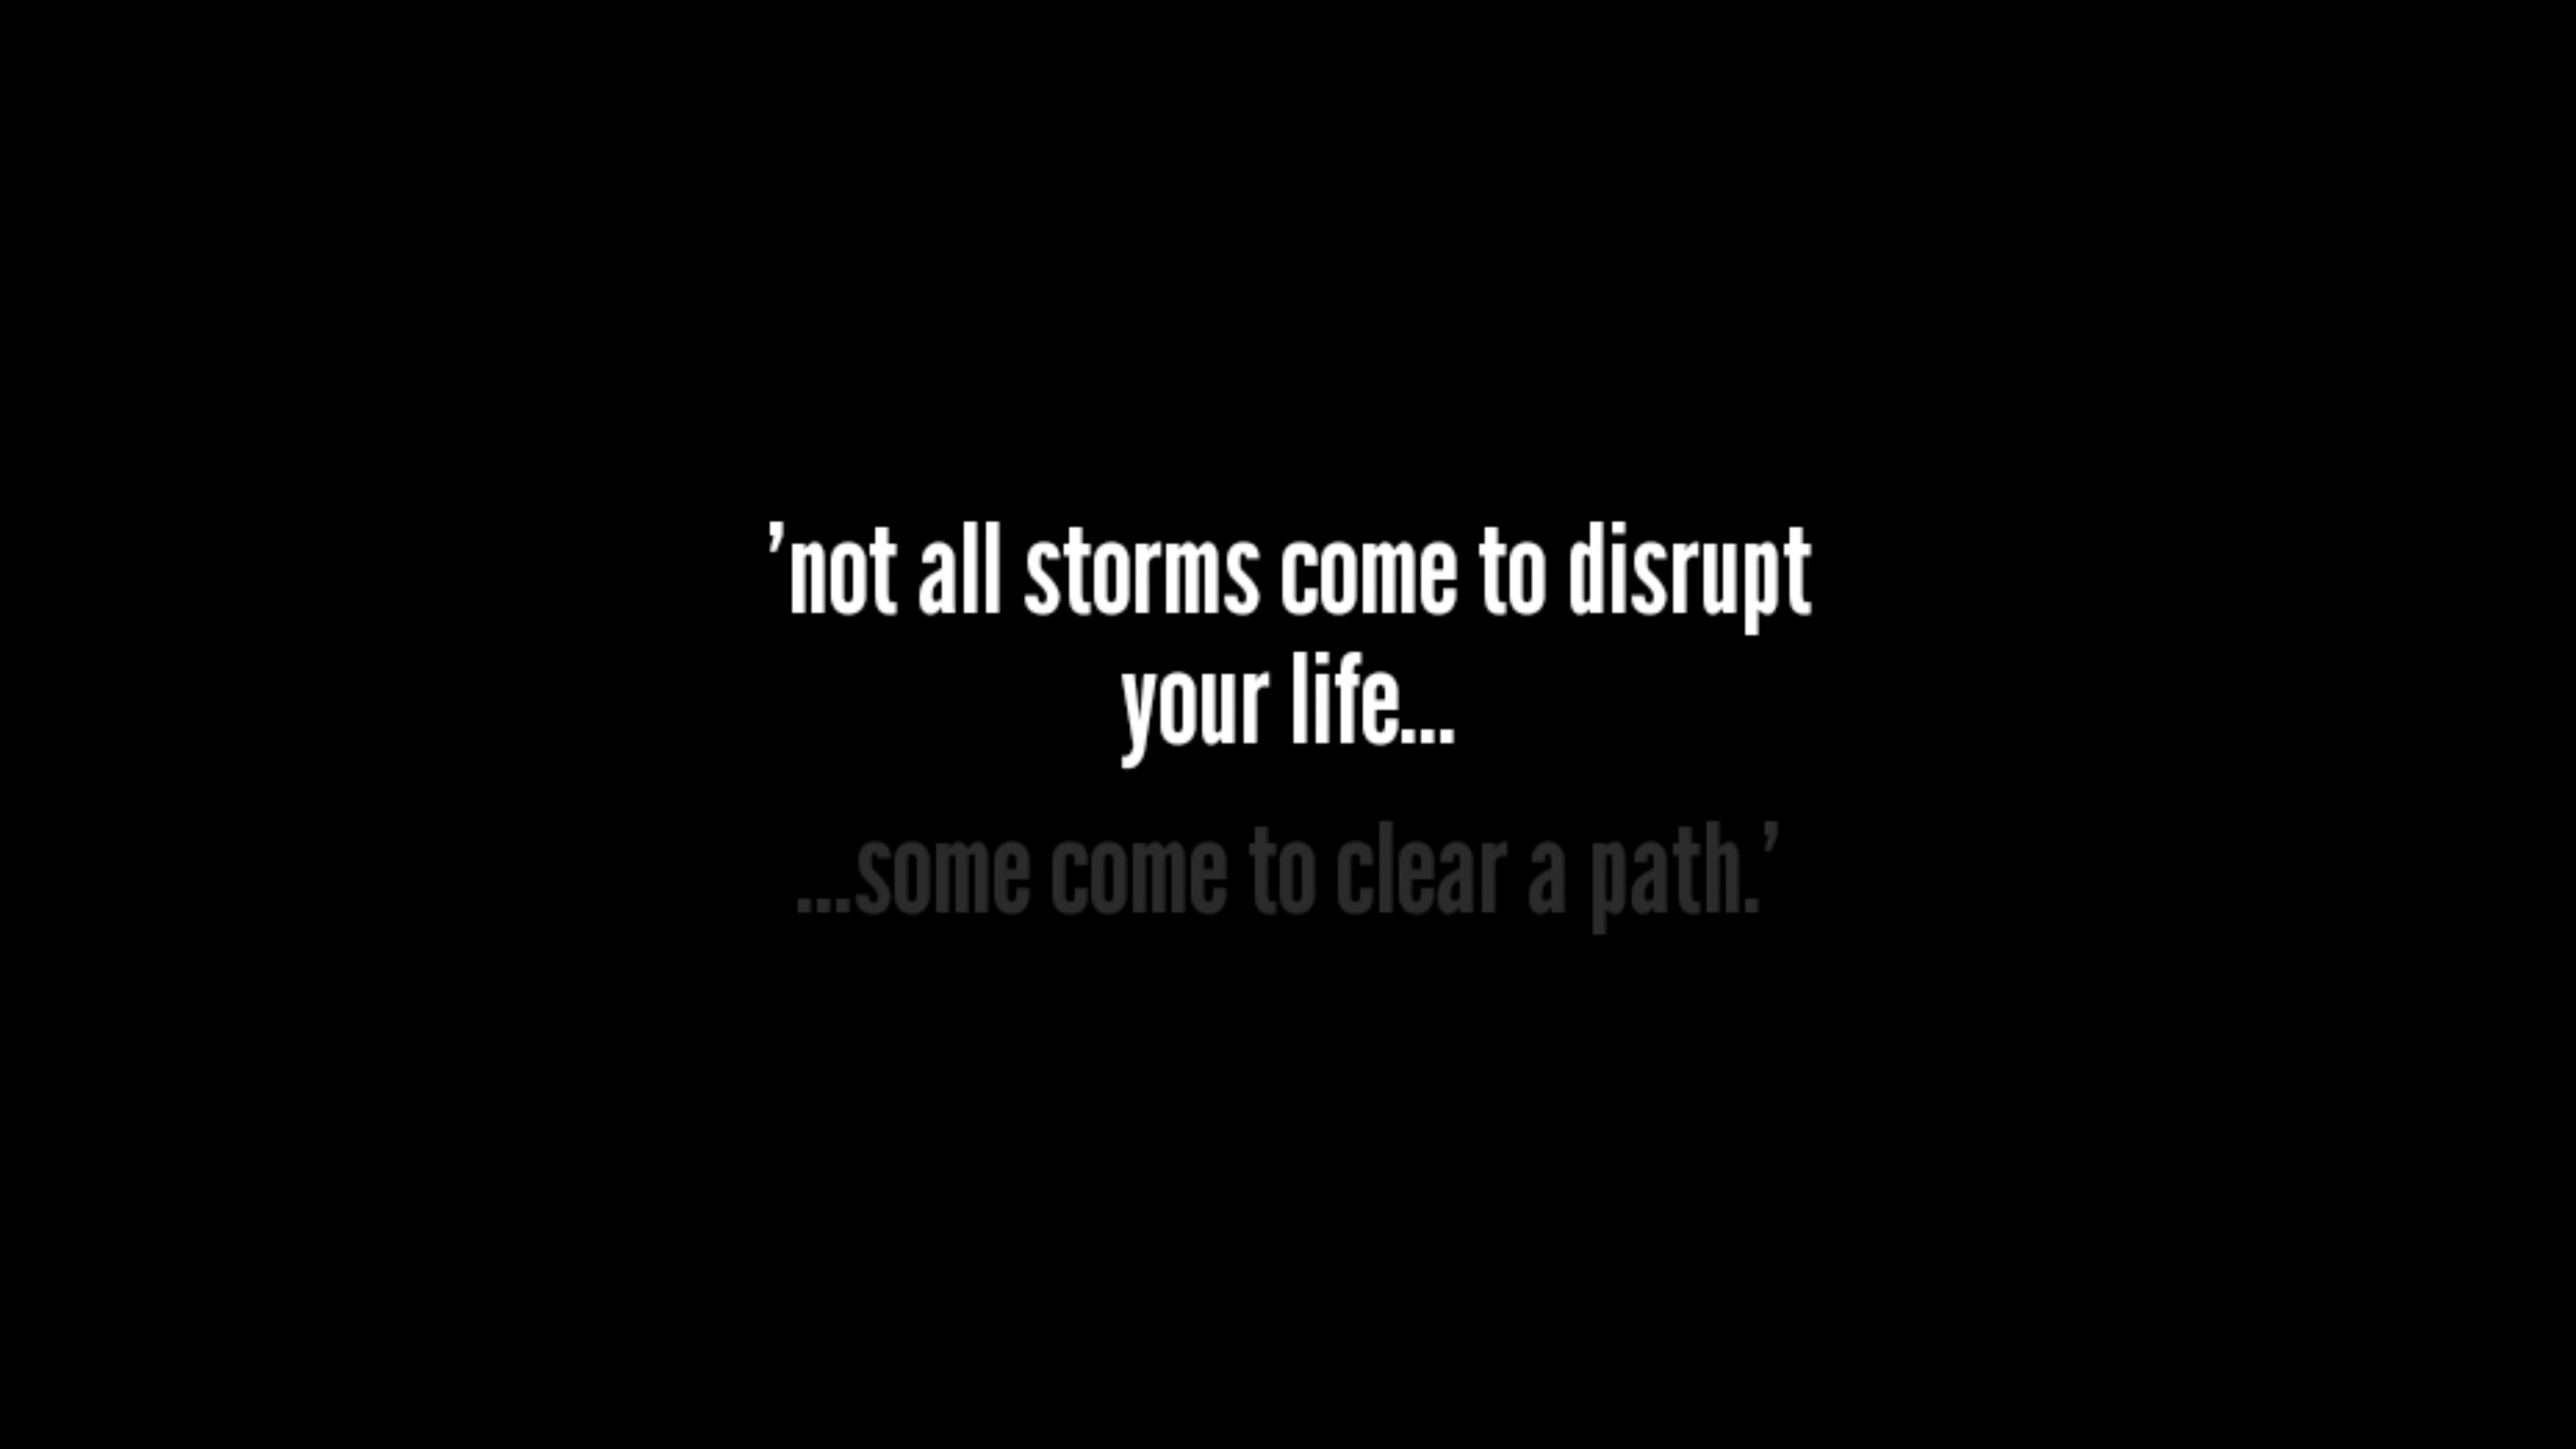 ’not all storms come to disrupt
your life...
...some come to clear a path.’